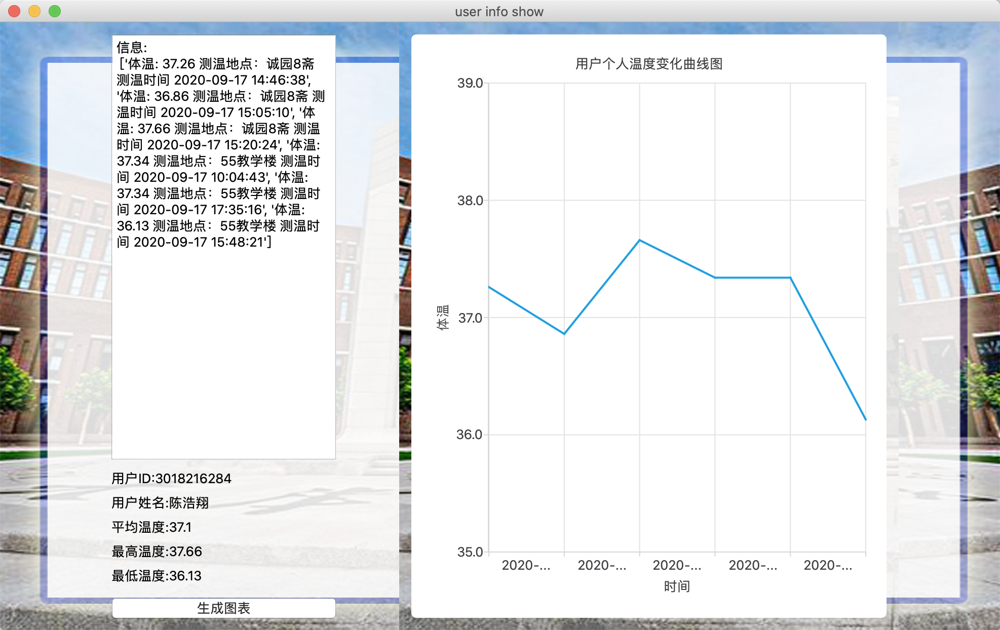 user info show
信息:
['体温: 37.26 测温地点：诚园8斋
测温时间 2020-09-17 14:46:38',
'体温: 36.86 测温地点：诚园8斋 测
温时间 2020-09-17 15:05:10', '体
温: 37.66 测温地点：诚园8斋 测温
时间 2020-09-17 15:20:24', '体温:
37.34 测温地点：55教学楼 测温时
间 2020-09-17 10:04:43', '体温:
37.34 测温地点：55教学楼 测温时
间 2020-09-17 17:35:16', '体温:
36.13 测温地点：55教学楼 测温时
间 2020-09-17 15:48:21']
用户ID:3018216284
用户姓名:陈浩翔
平均温度:37.1
最高温度:37.66
最低温度:36.13
生成图表
用户个人温度变化曲线图
39.0
38.0
37.0
36.0
35.0
体温
2020-... 2020-... 2020-... 2020-... 2020-...
时间